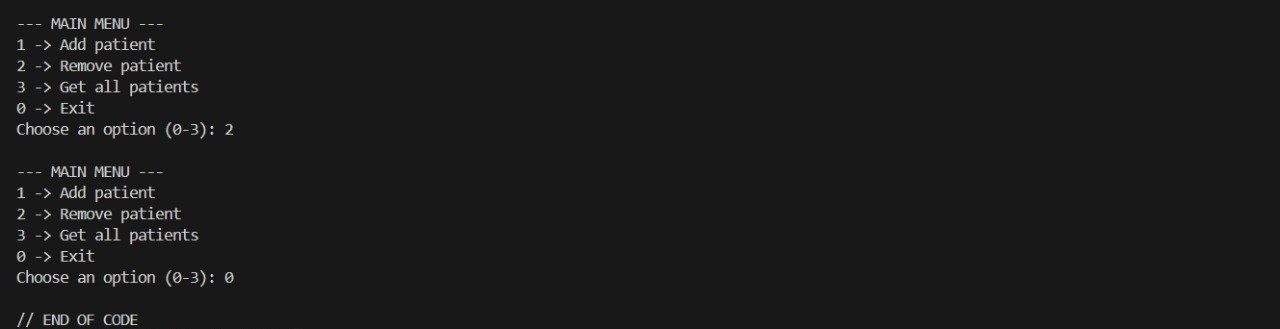 --- MAIN MENU ---
1 -> Add patient
2 -> Remove patient
3 -> Get all patients
0 -> Exit
Choose an option (0-3): 2
--- MAIN MENU ---
1 -> Add patient
2 -> Remove patient
3 -> Get all patients
0 -> Exit
Choose an option (0-3): 0
// END OF CODE